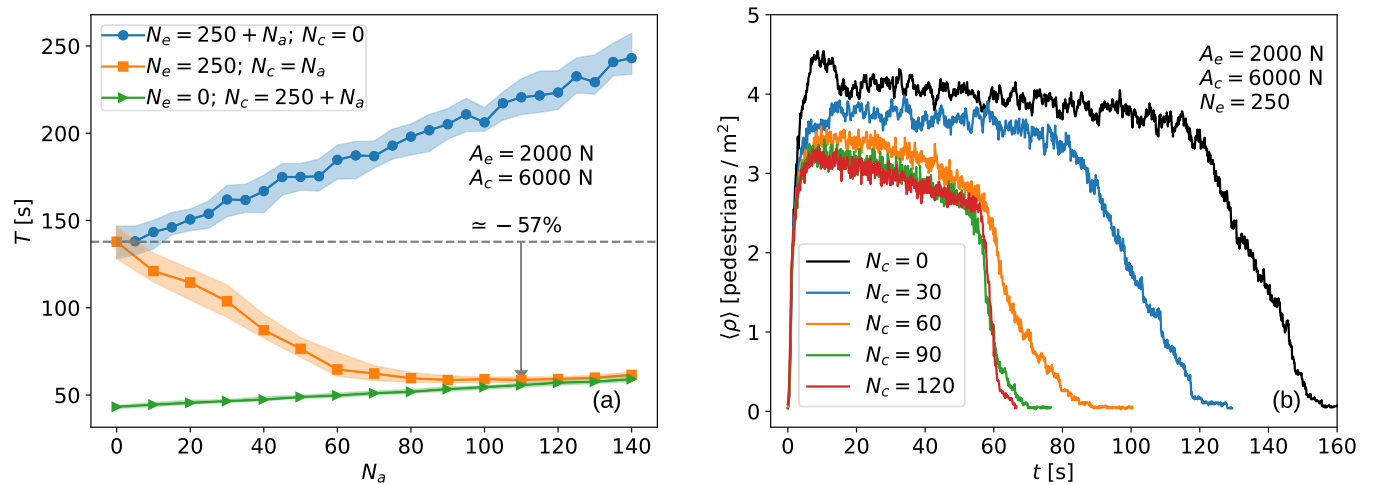 N_e = 250 + N_a; N_c = 0
N_e = 250; N_c = N_a
N_e = 0; N_c = 250 + N_a
A_e = 2000 N
A_c = 6000 N
≃ −57%
(a)
T [s]
250
200
150
100
50
0 20 40 60 80 100 120 140
N_a
A_e = 2000 N
A_c = 6000 N
N_e = 250
N_c = 0
N_c = 30
N_c = 60
N_c = 90
N_c = 120
(b)
⟨ρ⟩ [pedestrians / m²]
5
4
3
2
1
0
0 20 40 60 80 100 120 140 160
t [s]